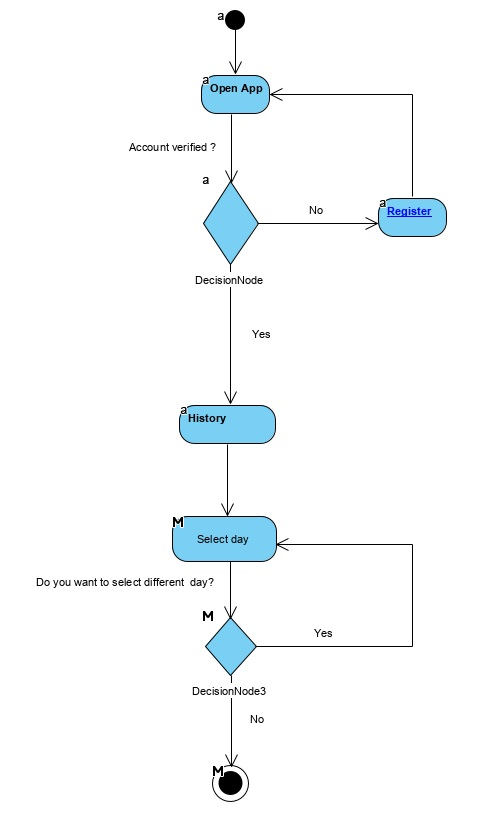 a
a
Open App
Account verified ?
a
No
a
Register
DecisionNode
Yes
a
History
M
Select day
Do you want to select different  day?
M
Yes
DecisionNode3
No
M